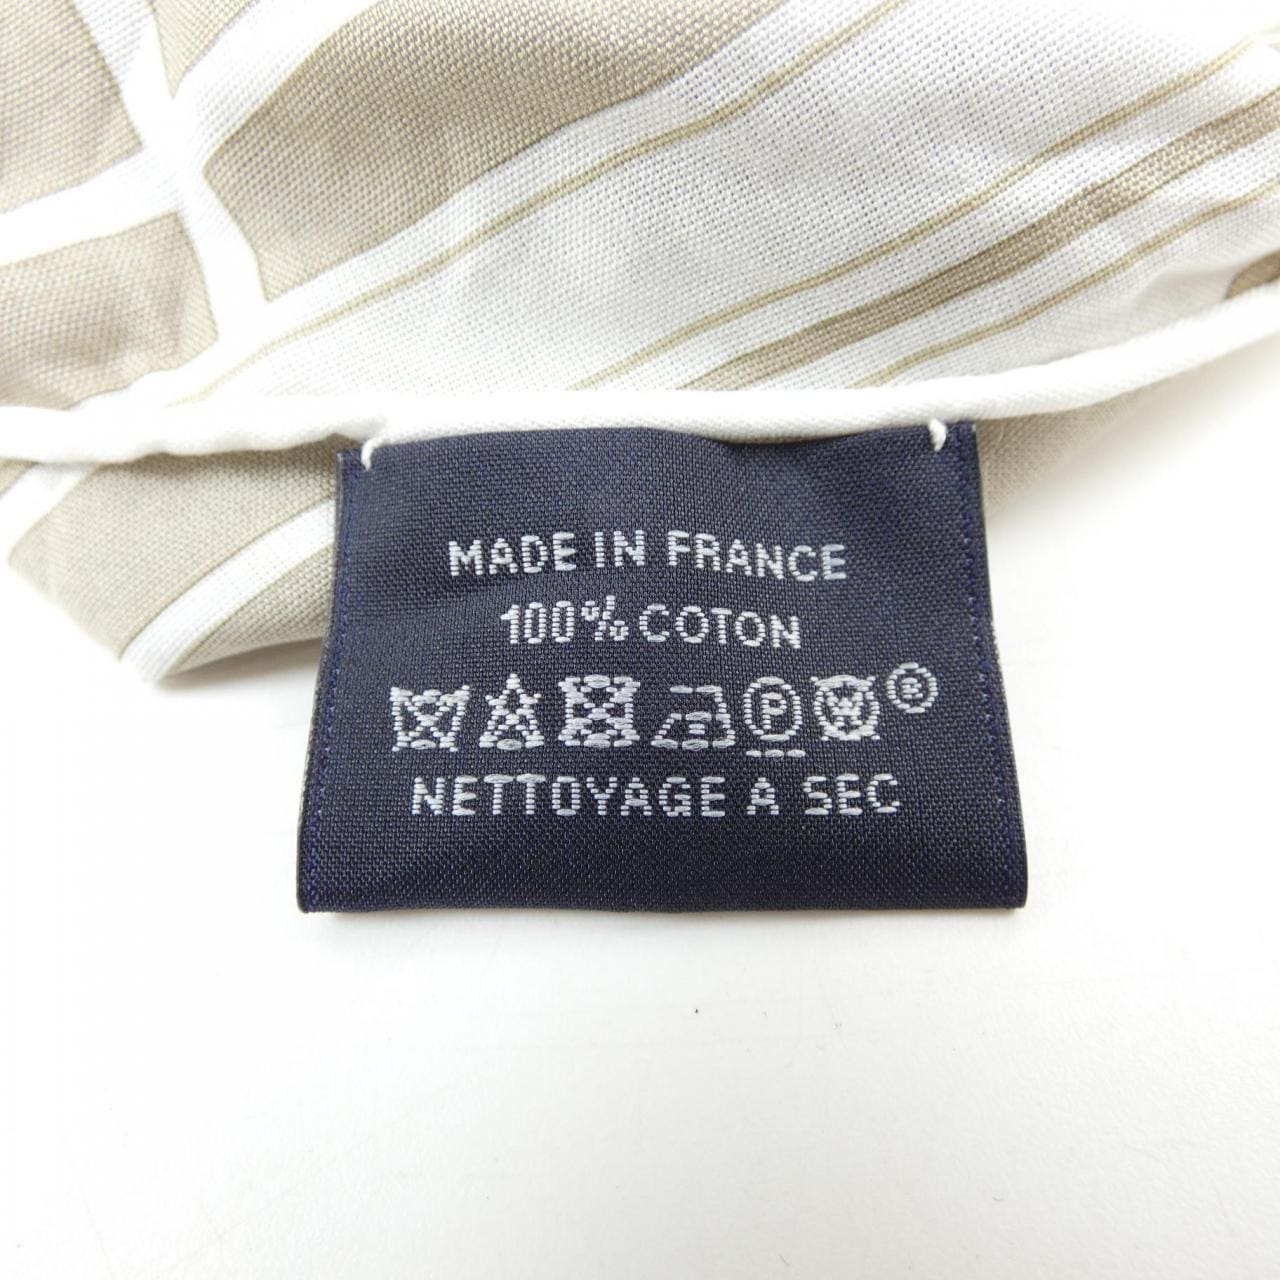 MADE IN FRANCE
100% COTON
P W ®
NETTOYAGE A SEC